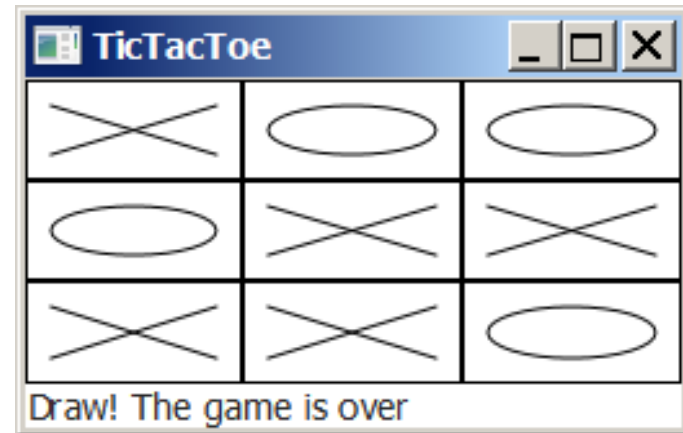 TicTacToe
X O O
O X X
X X O
Draw! The game is over